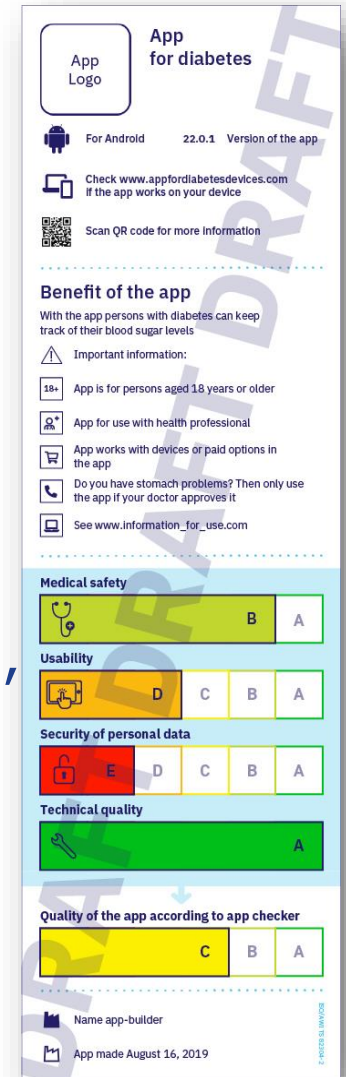 App
Logo
App
for diabetes
For Android 22.0.1 Version of the app
Check www.appfordiabetesdevices.com
if the app works on your device
Scan QR code for more information
Benefit of the app
With the app persons with diabetes can keep
track of their blood sugar levels
Important information:
18+ App is for persons aged 18 years or older
App for use with health professional
App works with devices or paid options in
the app
Do you have stomach problems? Then only use
the app if your doctor approves it
See www.information_for_use.com
Medical safety
B A
Usability
D C B A
Security of personal data
E D C B A
Technical quality
A
Quality of the app according to app checker
C B A
Name app-builder
App made August 16, 2019
DRAFT DRAFT DRAFT